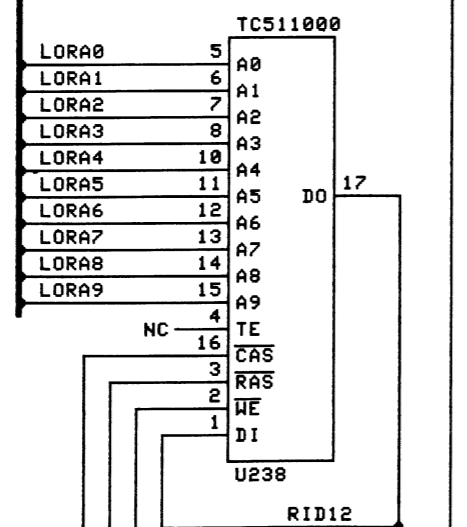 TC511000
LORA0 5 A0
LORA1 6 A1
LORA2 7 A2
LORA3 8 A3
LORA4 10 A4
LORA5 11 A5 DO 17
LORA6 12 A6
LORA7 13 A7
LORA8 14 A8
LORA9 15 A9
NC 4 TE
16 CAS
3 RAS
2 WE
1 DI
U238
RID12